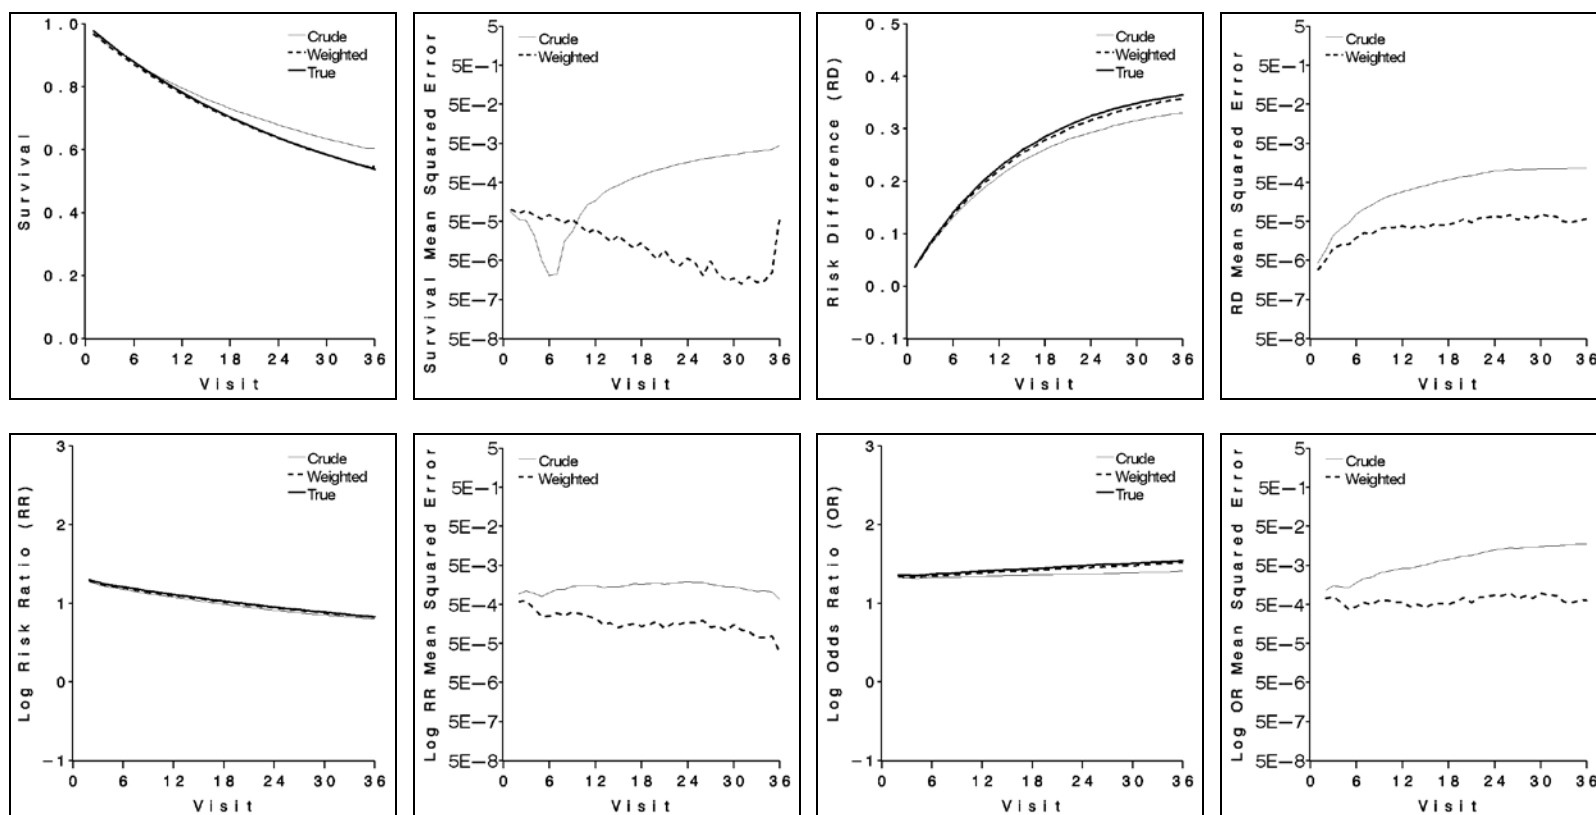 Survival
1.0
0.8
0.6
0.4
0.2
0.0
Crude
Weighted
True
0 6 12 18 24 30 36
Visit
Survival Mean Squared Error
5
5E-1
5E-2
5E-3
5E-4
5E-5
5E-6
5E-7
5E-8
Crude
Weighted
0 6 12 18 24 30 36
Visit
Risk Difference (RD)
0.5
0.4
0.3
0.2
0.1
0.0
-0.1
Crude
Weighted
True
0 6 12 18 24 30 36
Visit
RD Mean Squared Error
5
5E-1
5E-2
5E-3
5E-4
5E-5
5E-6
5E-7
5E-8
Crude
Weighted
0 6 12 18 24 30 36
Visit
Log Risk Ratio (RR)
3
2
1
0
-1
Crude
Weighted
True
0 6 12 18 24 30 36
Visit
Log RR Mean Squared Error
5
5E-1
5E-2
5E-3
5E-4
5E-5
5E-6
5E-7
5E-8
Crude
Weighted
0 6 12 18 24 30 36
Visit
Log Odds Ratio (OR)
3
2
1
0
-1
Crude
Weighted
True
0 6 12 18 24 30 36
Visit
Log OR Mean Squared Error
5
5E-1
5E-2
5E-3
5E-4
5E-5
5E-6
5E-7
5E-8
Crude
Weighted
0 6 12 18 24 30 36
Visit